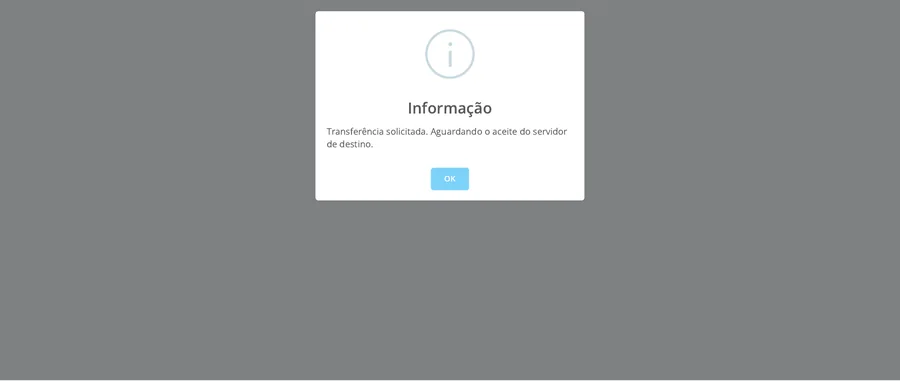 Informação
Transferência solicitada. Aguardando o aceite do servidor
de destino.
OK